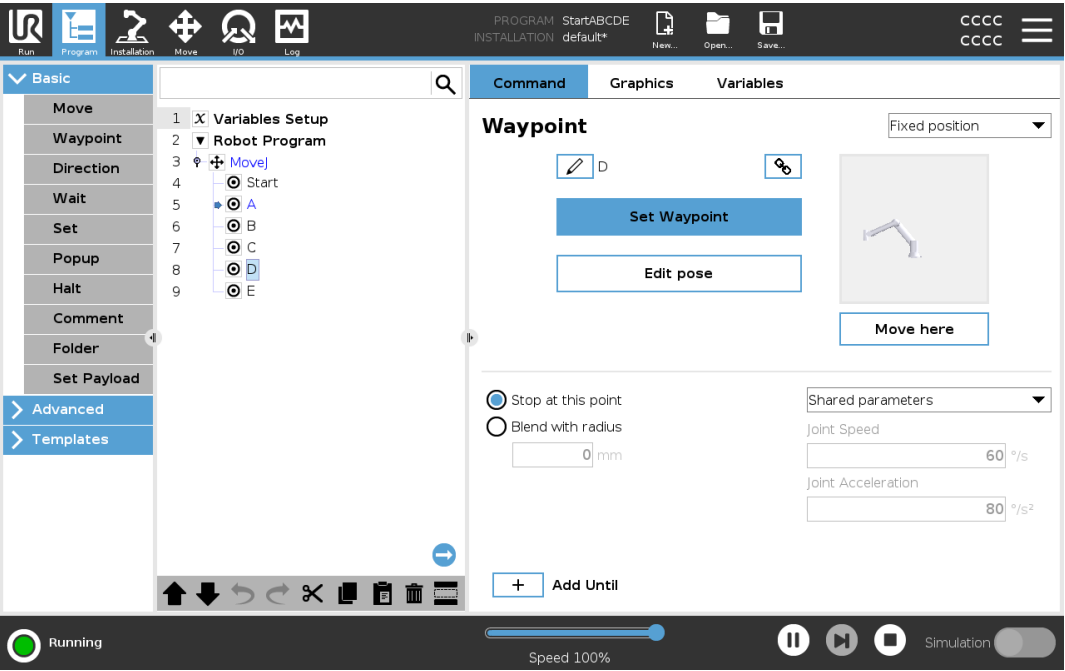 PROGRAM StartABCDE
INSTALLATION default*
CCCC
CCCC
UR
Run
Program
Installation
Move
I/O
Log
New...
Open...
Save...
Basic
Move
Waypoint
Direction
Wait
Set
Popup
Halt
Comment
Folder
Set Payload
Advanced
Templates
1 x Variables Setup
2 Robot Program
3 MoveJ
4 Start
5 A
6 B
7 C
8 D
9 E
Command Graphics Variables
Waypoint
Fixed position
D
Set Waypoint
Edit pose
Move here
Stop at this point
Blend with radius
0 mm
Shared parameters
Joint Speed
60 °/s
Joint Acceleration
80 °/s²
+ Add Until
Running
Speed 100%
Simulation